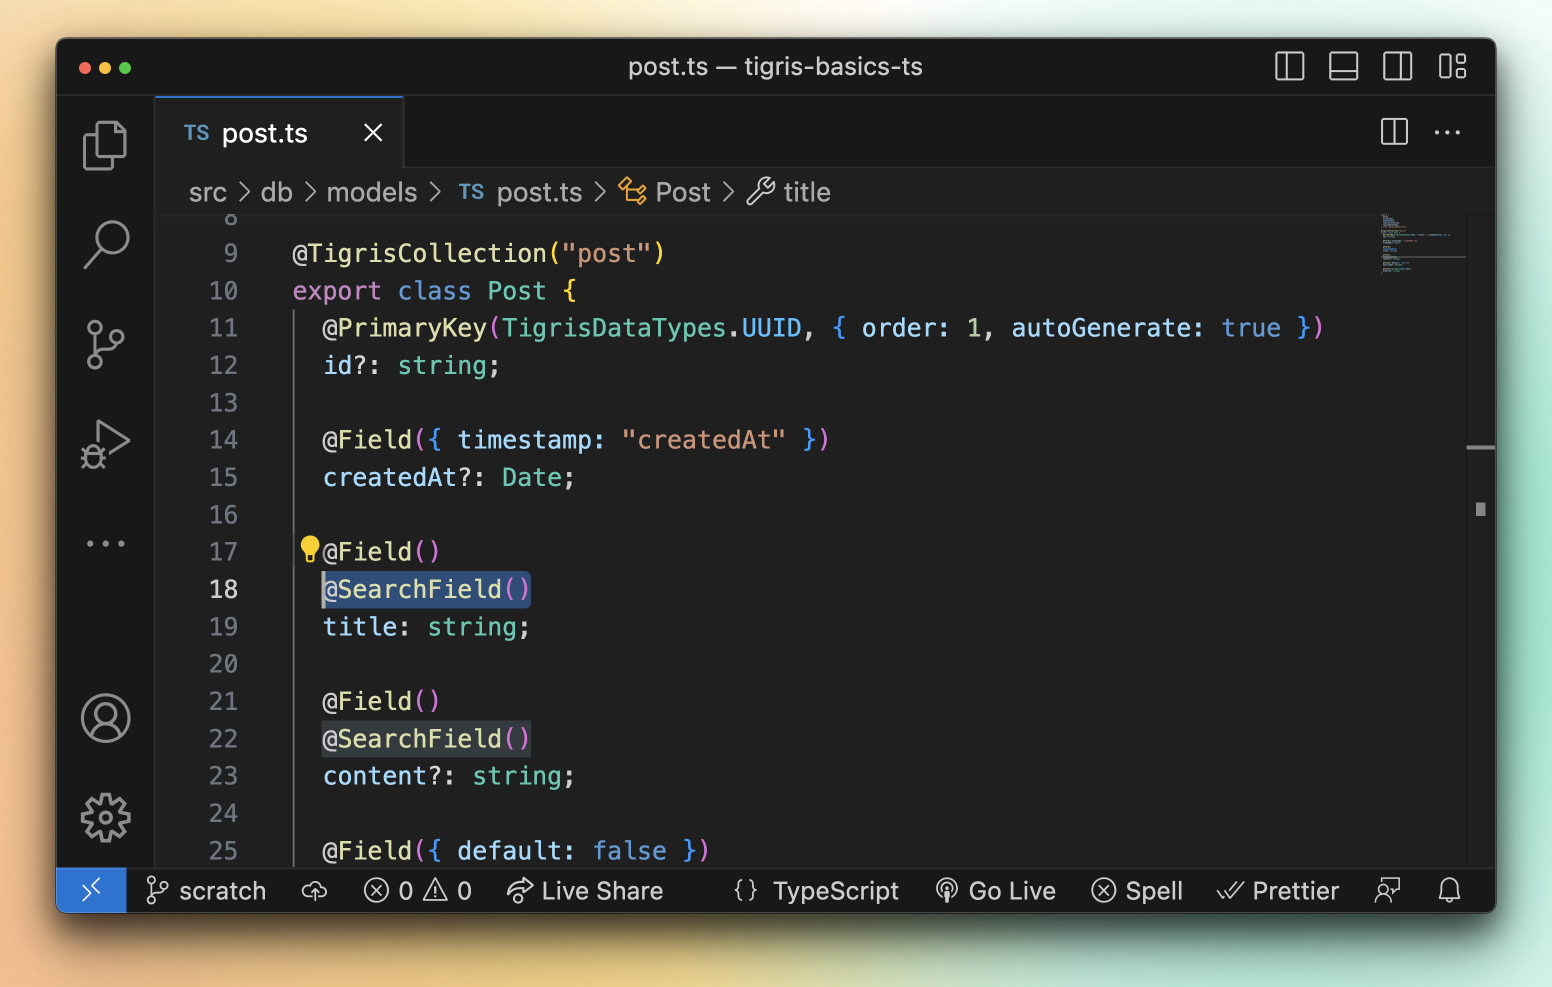 post.ts — tigris-basics-ts
TS post.ts
src > db > models > TS post.ts > Post > title
8
9 @TigrisCollection("post")
10 export class Post {
11 @PrimaryKey(TigrisDataTypes.UUID, { order: 1, autoGenerate: true })
12 id?: string;
13
14 @Field({ timestamp: "createdAt" })
15 createdAt?: Date;
16
17 @Field()
18 @SearchField()
19 title: string;
20
21 @Field()
22 @SearchField()
23 content?: string;
24
25 @Field({ default: false })
scratch 0 0 Live Share {} TypeScript Go Live Spell Prettier